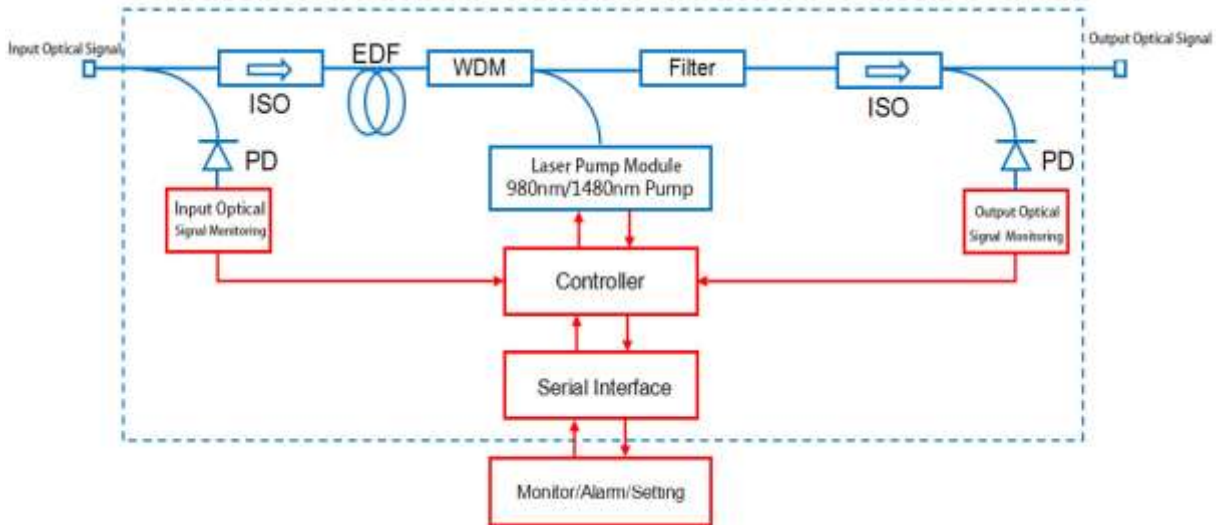 Input Optical Signal
Output Optical Signal
EDF
WDM
Filter
ISO
ISO
PD
PD
Laser Pump Module
980nm/1480nm Pump
Input Optical
Signal Monitoring
Output Optical
Signal Monitoring
Controller
Serial Interface
Monitor/Alarm/Setting